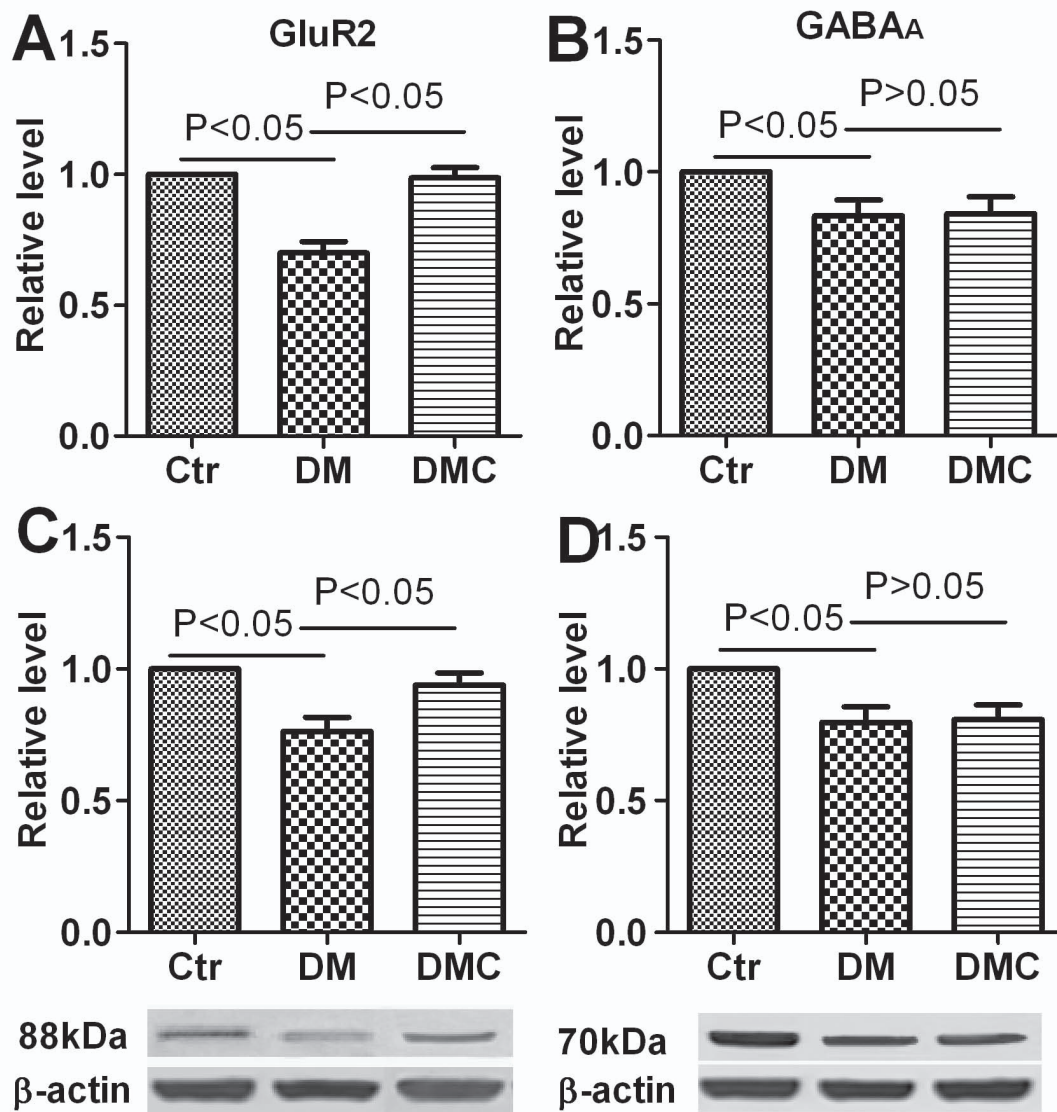 A
GluR2
1.5
1.0
0.5
0.0
Relative level
P<0.05
P<0.05
Ctr DM DMC
B
GABAA
1.5
1.0
0.5
0.0
Relative level
P<0.05
P>0.05
Ctr DM DMC
C
1.5
1.0
0.5
0.0
Relative level
P<0.05
P<0.05
Ctr DM DMC
88kDa
β-actin
D
1.5
1.0
0.5
0.0
Relative level
P<0.05
P>0.05
Ctr DM DMC
70kDa
β-actin